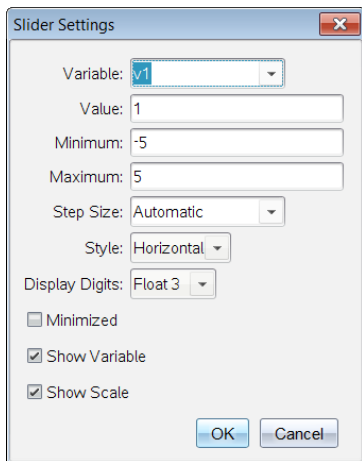 Slider Settings
Variable: v1
Value: 1
Minimum: -5
Maximum: 5
Step Size: Automatic
Style: Horizontal
Display Digits: Float 3
Minimized
Show Variable
Show Scale
OK Cancel